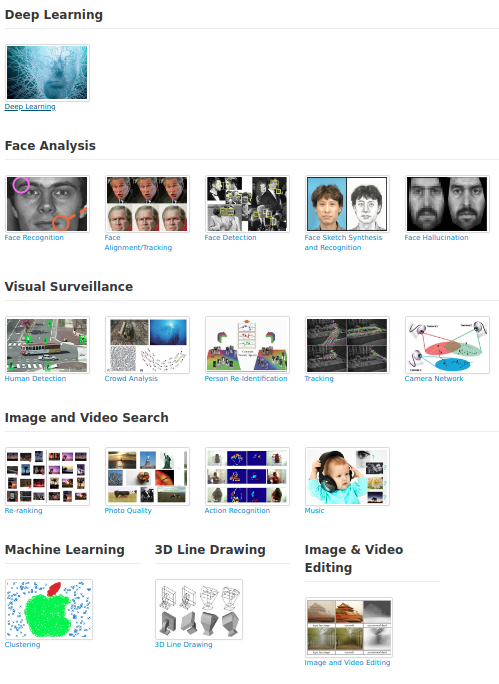 Deep Learning
Deep Learning
Face Analysis
Face Recognition
Face
Alignment/Tracking
Face Detection
Face Sketch Synthesis
and Recognition
Face Hallucination
Visual Surveillance
Human Detection
Crowd Analysis
Person Re-Identification
Tracking
Camera Network
Image and Video Search
Re-ranking
Photo Quality
Action Recognition
Music
Machine Learning
3D Line Drawing
Image & Video
Editing
Clustering
3D Line Drawing
Image and Video Editing